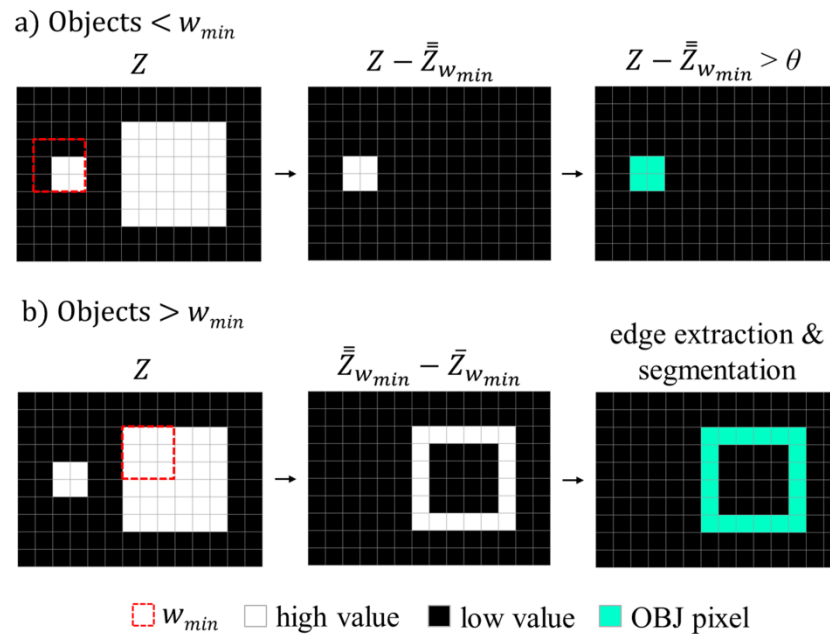 a) Objects < w_min
Z
Z − Z̿_w_min
Z − Z̿_w_min > θ
→
→
b) Objects > w_min
Z
Z̿_w_min − Z̄_w_min
edge extraction &
segmentation
→
→
w_min high value low value OBJ pixel